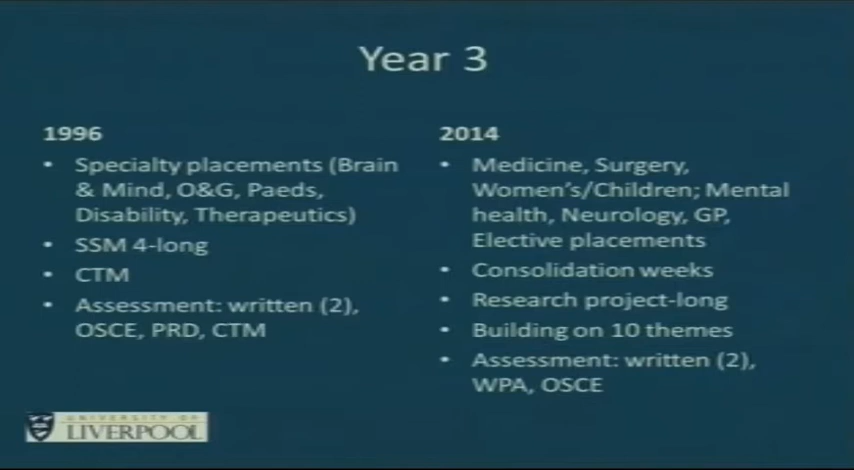 Year 3
1996
• Specialty placements (Brain
& Mind, O&G, Paeds,
Disability, Therapeutics)
• SSM 4-long
• CTM
• Assessment: written (2),
OSCE, PRD, CTM
2014
• Medicine, Surgery,
Women's/Children; Mental
health, Neurology, GP,
Elective placements
• Consolidation weeks
• Research project-long
• Building on 10 themes
• Assessment: written (2),
WPA, OSCE
UNIVERSITY OF
LIVERPOOL